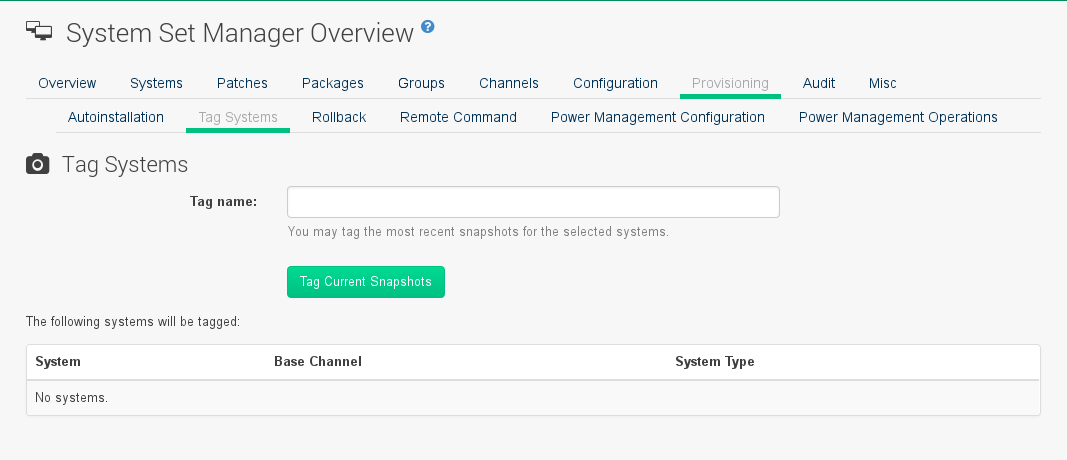 System Set Manager Overview ?
Overview Systems Patches Packages Groups Channels Configuration Provisioning Audit Misc
Autoinstallation Tag Systems Rollback Remote Command Power Management Configuration Power Management Operations
Tag Systems
Tag name:
You may tag the most recent snapshots for the selected systems.
Tag Current Snapshots
The following systems will be tagged:
System Base Channel System Type
No systems.